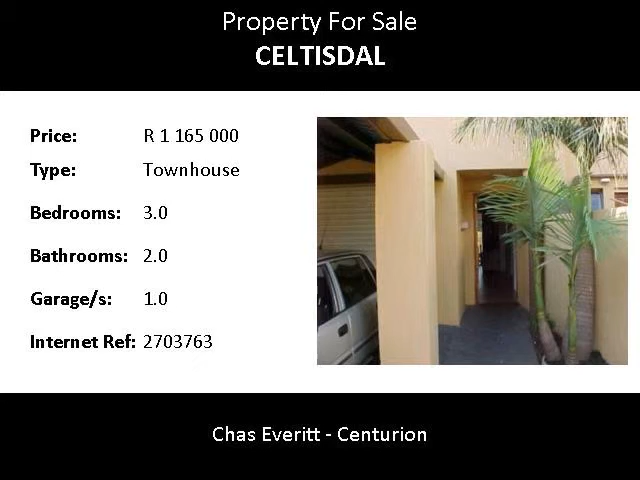 Property For Sale
CELTISDAL
Price: R 1 165 000
Type: Townhouse
Bedrooms: 3.0
Bathrooms: 2.0
Garage/s: 1.0
Internet Ref: 2703763
Chas Everitt - Centurion